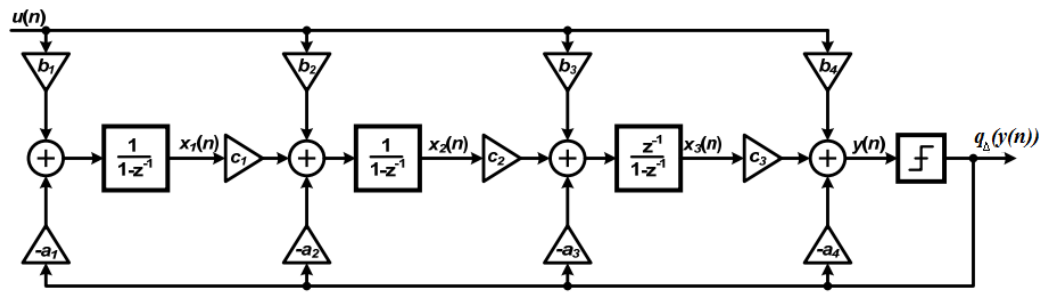 u(n)
b₁ b₂ b₃ b₄
+ 1/(1-z⁻¹) x₁(n) c₁ + 1/(1-z⁻¹) x₂(n) c₂ + z⁻¹/(1-z⁻¹) x₃(n) c₃ + y(n) q_Δ(y(n))
-a₁ -a₂ -a₃ -a₄